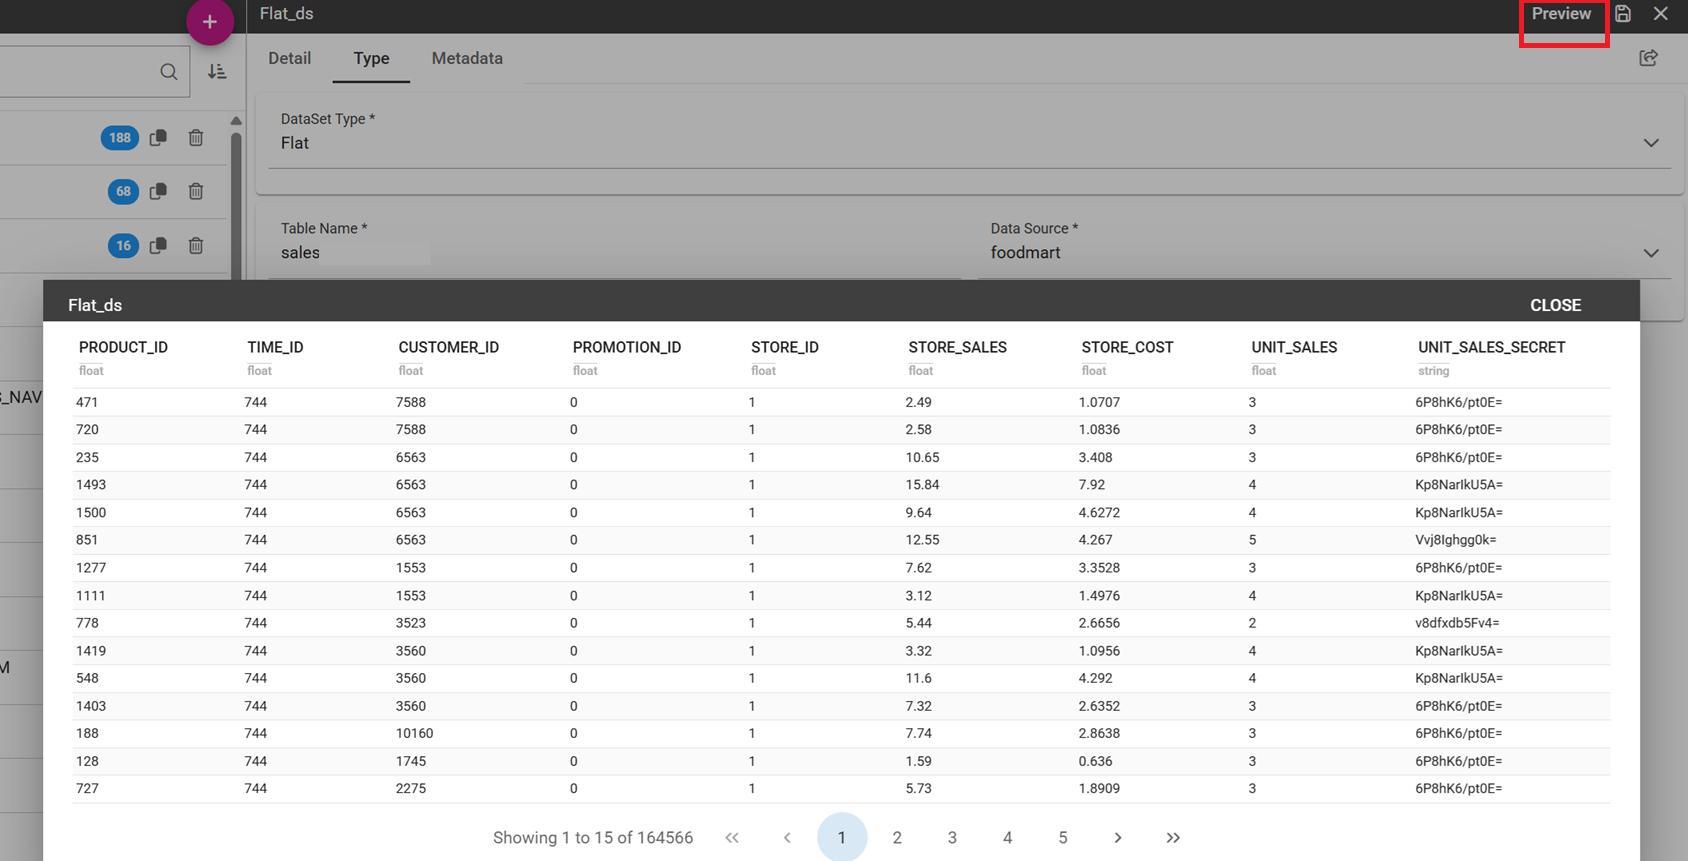 +
Flat_ds
Preview
Detail Type Metadata
188
68
16
DataSet Type *
Flat
Table Name *
sales
Data Source *
foodmart
S_NAV
M
Flat_ds CLOSE
PRODUCT_ID TIME_ID CUSTOMER_ID PROMOTION_ID STORE_ID STORE_SALES STORE_COST UNIT_SALES UNIT_SALES_SECRET
float float float float float float float float string
471 744 7588 0 1 2.49 1.0707 3 6P8hK6/pt0E=
720 744 7588 0 1 2.58 1.0836 3 6P8hK6/pt0E=
235 744 6563 0 1 10.65 3.408 3 6P8hK6/pt0E=
1493 744 6563 0 1 15.84 7.92 4 Kp8NarIkU5A=
1500 744 6563 0 1 9.64 4.6272 4 Kp8NarIkU5A=
851 744 6563 0 1 12.55 4.267 5 Vvj8Ighgg0k=
1277 744 1553 0 1 7.62 3.3528 3 6P8hK6/pt0E=
1111 744 1553 0 1 3.12 1.4976 4 Kp8NarIkU5A=
778 744 3523 0 1 5.44 2.6656 2 v8dfxdb5Fv4=
1419 744 3560 0 1 3.32 1.0956 4 Kp8NarIkU5A=
548 744 3560 0 1 11.6 4.292 4 Kp8NarIkU5A=
1403 744 3560 0 1 7.32 2.6352 3 6P8hK6/pt0E=
188 744 10160 0 1 7.74 2.8638 3 6P8hK6/pt0E=
128 744 1745 0 1 1.59 0.636 3 6P8hK6/pt0E=
727 744 2275 0 1 5.73 1.8909 3 6P8hK6/pt0E=
Showing 1 to 15 of 164566 « ‹ 1 2 3 4 5 › »